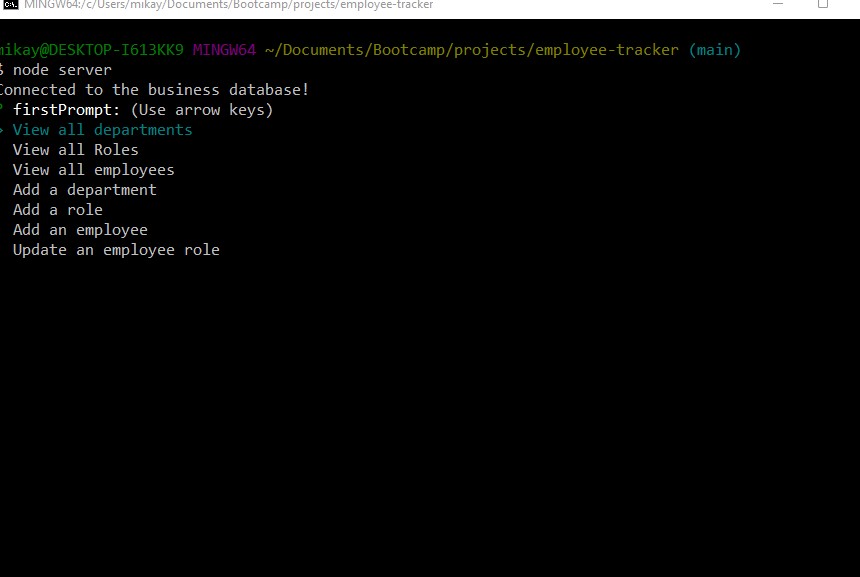 MINGW64:/c/Users/mikay/Documents/Bootcamp/projects/employee-tracker
mikay@DESKTOP-I613KK9 MINGW64 ~/Documents/Bootcamp/projects/employee-tracker (main)
$ node server
Connected to the business database!
? firstPrompt: (Use arrow keys)
> View all departments
View all Roles
View all employees
Add a department
Add a role
Add an employee
Update an employee role